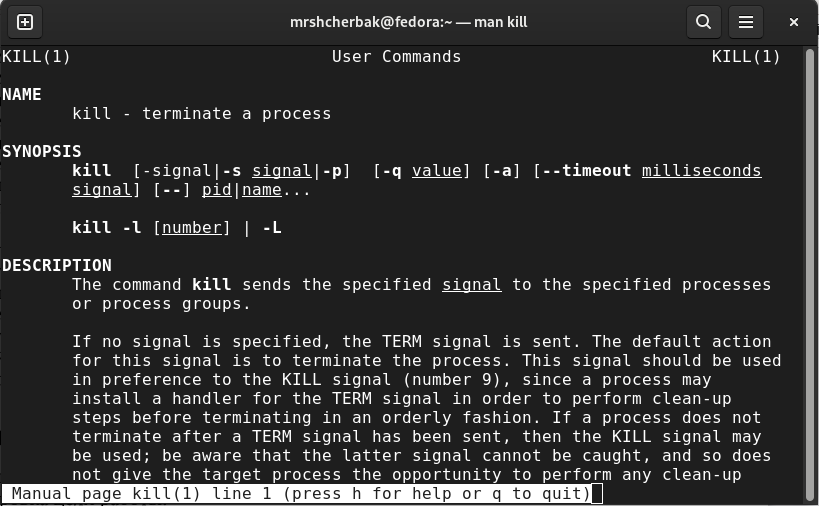 mrshcherbak@fedora:~ — man kill
KILL(1) User Commands KILL(1)
NAME
kill - terminate a process
SYNOPSIS
kill [-signal|-s signal|-p] [-q value] [-a] [--timeout milliseconds
signal] [--] pid|name...
kill -l [number] | -L
DESCRIPTION
The command kill sends the specified signal to the specified processes
or process groups.
If no signal is specified, the TERM signal is sent. The default action
for this signal is to terminate the process. This signal should be used
in preference to the KILL signal (number 9), since a process may
install a handler for the TERM signal in order to perform clean-up
steps before terminating in an orderly fashion. If a process does not
terminate after a TERM signal has been sent, then the KILL signal may
be used; be aware that the latter signal cannot be caught, and so does
not give the target process the opportunity to perform any clean-up
Manual page kill(1) line 1 (press h for help or q to quit)